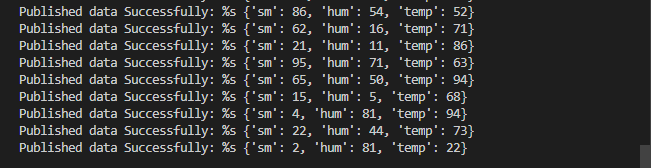 Published data Successfully: %s {'sm': 86, 'hum': 54, 'temp': 52}
Published data Successfully: %s {'sm': 62, 'hum': 16, 'temp': 71}
Published data Successfully: %s {'sm': 21, 'hum': 11, 'temp': 86}
Published data Successfully: %s {'sm': 95, 'hum': 71, 'temp': 63}
Published data Successfully: %s {'sm': 65, 'hum': 50, 'temp': 94}
Published data Successfully: %s {'sm': 15, 'hum': 5, 'temp': 68}
Published data Successfully: %s {'sm': 4, 'hum': 81, 'temp': 94}
Published data Successfully: %s {'sm': 22, 'hum': 44, 'temp': 73}
Published data Successfully: %s {'sm': 2, 'hum': 81, 'temp': 22}